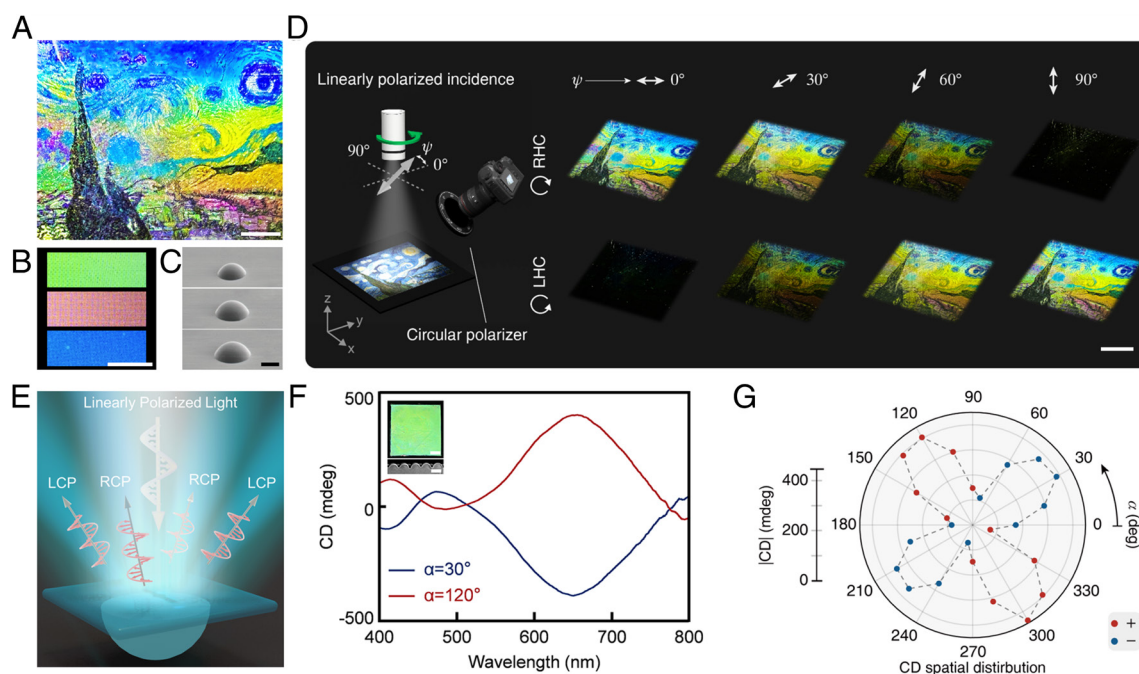 A
B
C
D
Linearly polarized incidence
ψ
90°
0°
z
y
x
Circular polarizer
ψ 0° 30° 60° 90°
RHC
LHC
E
Linearly Polarized Light
LCP RCP RCP LCP
F
500
0
-500
CD (mdeg)
α=30°
α=120°
400 500 600 700 800
Wavelength (nm)
G
400
200
0
|CD| (mdeg)
90
60
30
0
330
300
270
240
210
180
150
120
α (deg)
+
−
CD spatial distirbution